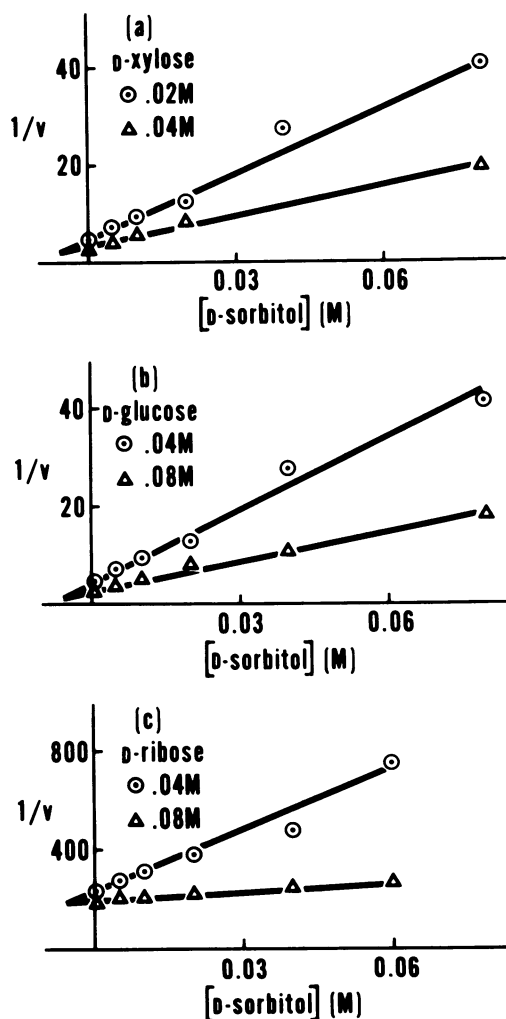 (a)
D-xylose
⊙ .02M
△ .04M
1/v
40
20
0.03 0.06
[D-sorbitol] (M)
(b)
D-glucose
⊙ .04M
△ .08M
1/v
40
20
0.03 0.06
[D-sorbitol] (M)
(c)
D-ribose
⊙ .04M
△ .08M
1/v
800
400
0.03 0.06
[D-sorbitol] (M)